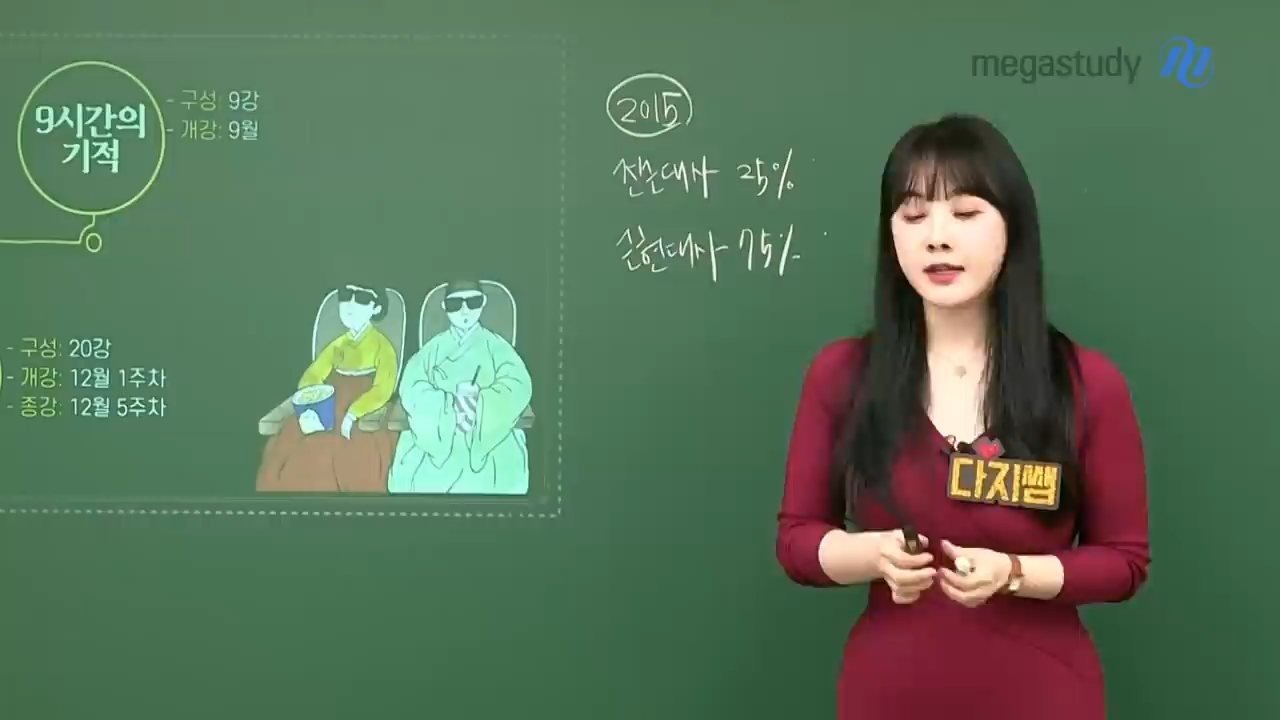 9시간의
기적
- 구성: 9강
- 개강: 9월
- 구성: 20강
- 개강: 12월 1주차
- 종강: 12월 5주차
2015
전근대사 25%
근현대사 75%
megastudy
다지쌤